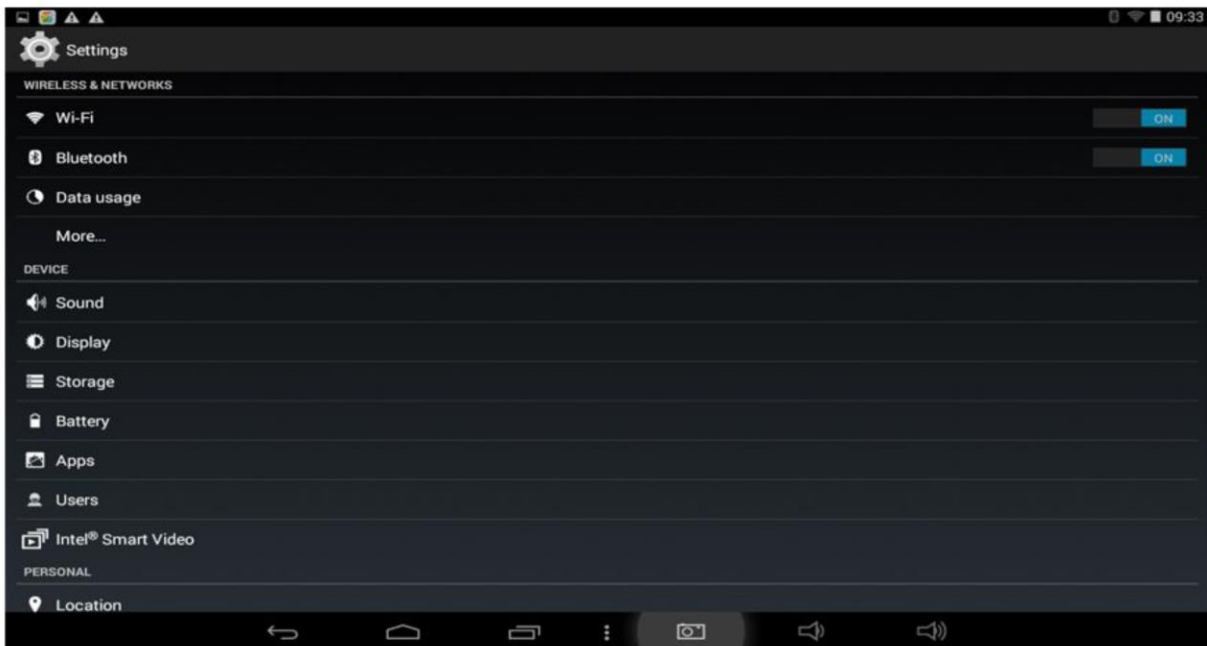 09:33
Settings
WIRELESS & NETWORKS
Wi-Fi
ON
Bluetooth
ON
Data usage
More...
DEVICE
Sound
Display
Storage
Battery
Apps
Users
Intel® Smart Video
PERSONAL
Location